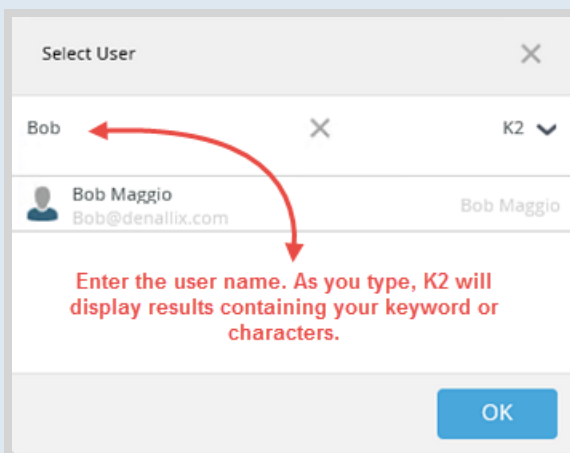 Select User
Bob
K2
Bob Maggio
Bob@denallix.com
Bob Maggio
Enter the user name. As you type, K2 will
display results containing your keyword or
characters.
OK